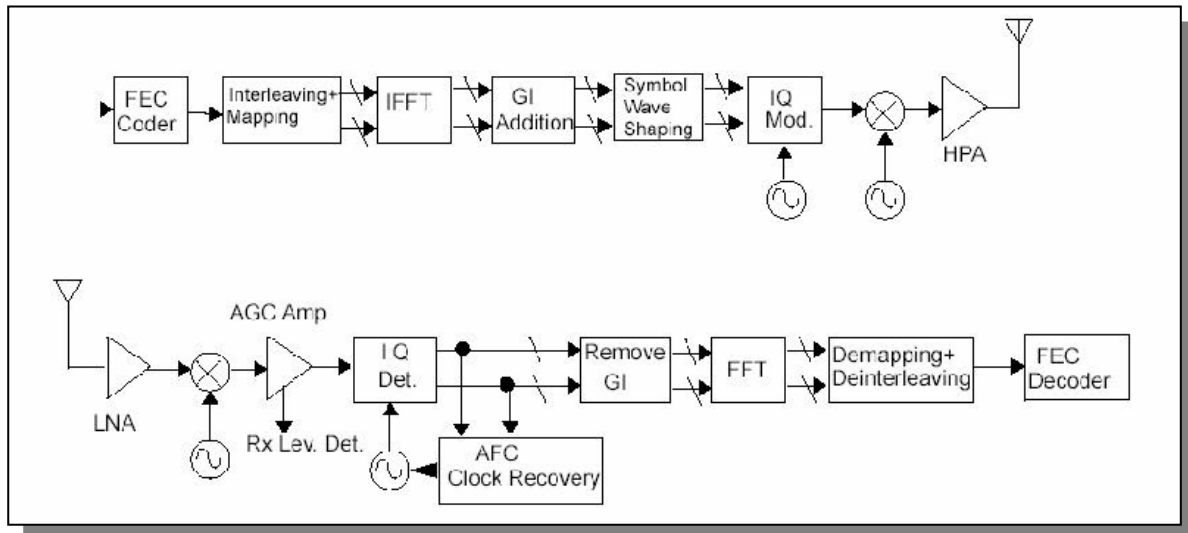 FEC
Coder
Interleaving+
Mapping
IFFT
GI
Addition
Symbol
Wave
Shaping
IQ
Mod.
HPA
LNA
AGC Amp
Rx Lev. Det.
I Q
Det.
AFC
Clock Recovery
Remove
GI
FFT
Demapping+
Deinterleaving
FEC
Decoder